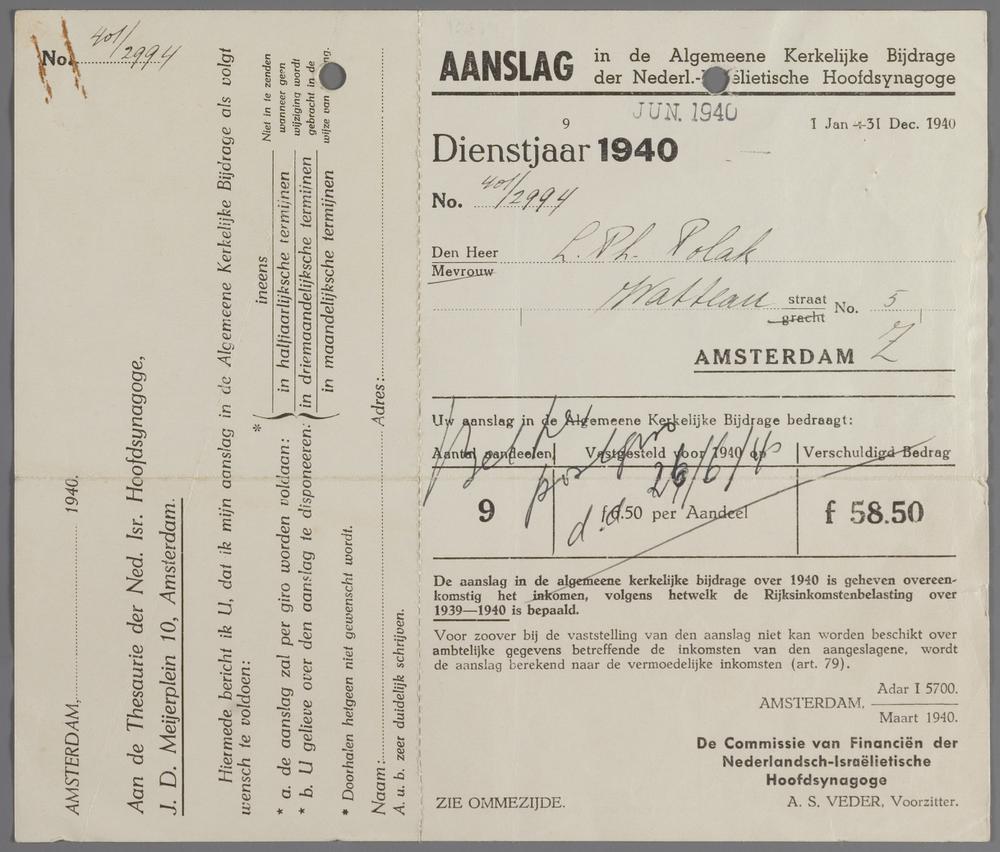 No. 401/2994
AMSTERDAM, 1940.
Aan de Thesaurie der Ned. Isr. Hoofdsynagoge,
J. D. Meijerplein 10, Amsterdam.
Hiermede bericht ik U, dat ik mijn aanslag in de Algemeene Kerkelijke Bijdrage als volgt
wensch te voldoen:
* a. de aanslag zal per giro worden voldaan:
* b. U gelieve over den aanslag te disponeeren:
*
ineens
in halfjaarlijksche termijnen
in driemaandelijksche termijnen
in maandelijksche termijnen
Niet in te zenden
wanneer geen
wijziging wordt
gebracht in de
wijze van
* Doorhalen hetgeen niet gewenscht wordt.
Naam: Adres:
A. u. b. zeer duidelijk schrijven.
AANSLAG in de Algemeene Kerkelijke Bijdrage
der Nederl.- ëlietische Hoofdsynagoge
JUN. 1940
9 1 Jan -31 Dec. 1940
Dienstjaar 1940
No. 401/2994
Den Heer L. Ph. Polak
Mevrouw
Watteau straat No. 5
gracht
AMSTERDAM Z
Uw aanslag in de Algemeene Kerkelijke Bijdrage bedraagt:
Aantal aandeelen Vastgesteld voor 1940 op Verschuldigd Bedrag
9 f 6.50 per Aandeel f 58.50
Bet. per
postgiro
d.d. 26/6/40
De aanslag in de algemeene kerkelijke bijdrage over 1940 is geheven overeen-
komstig het inkomen, volgens hetwelk de Rijksinkomstenbelasting over
1939—1940 is bepaald.
Voor zoover bij de vaststelling van den aanslag niet kan worden beschikt over
ambtelijke gegevens betreffende de inkomsten van den aangeslagene, wordt
de aanslag berekend naar de vermoedelijke inkomsten (art. 79).
AMSTERDAM, Adar I 5700.
Maart 1940.
De Commissie van Financiën der
Nederlandsch-Israëlietische
Hoofdsynagoge
ZIE OMMEZIJDE. A. S. VEDER, Voorzitter.